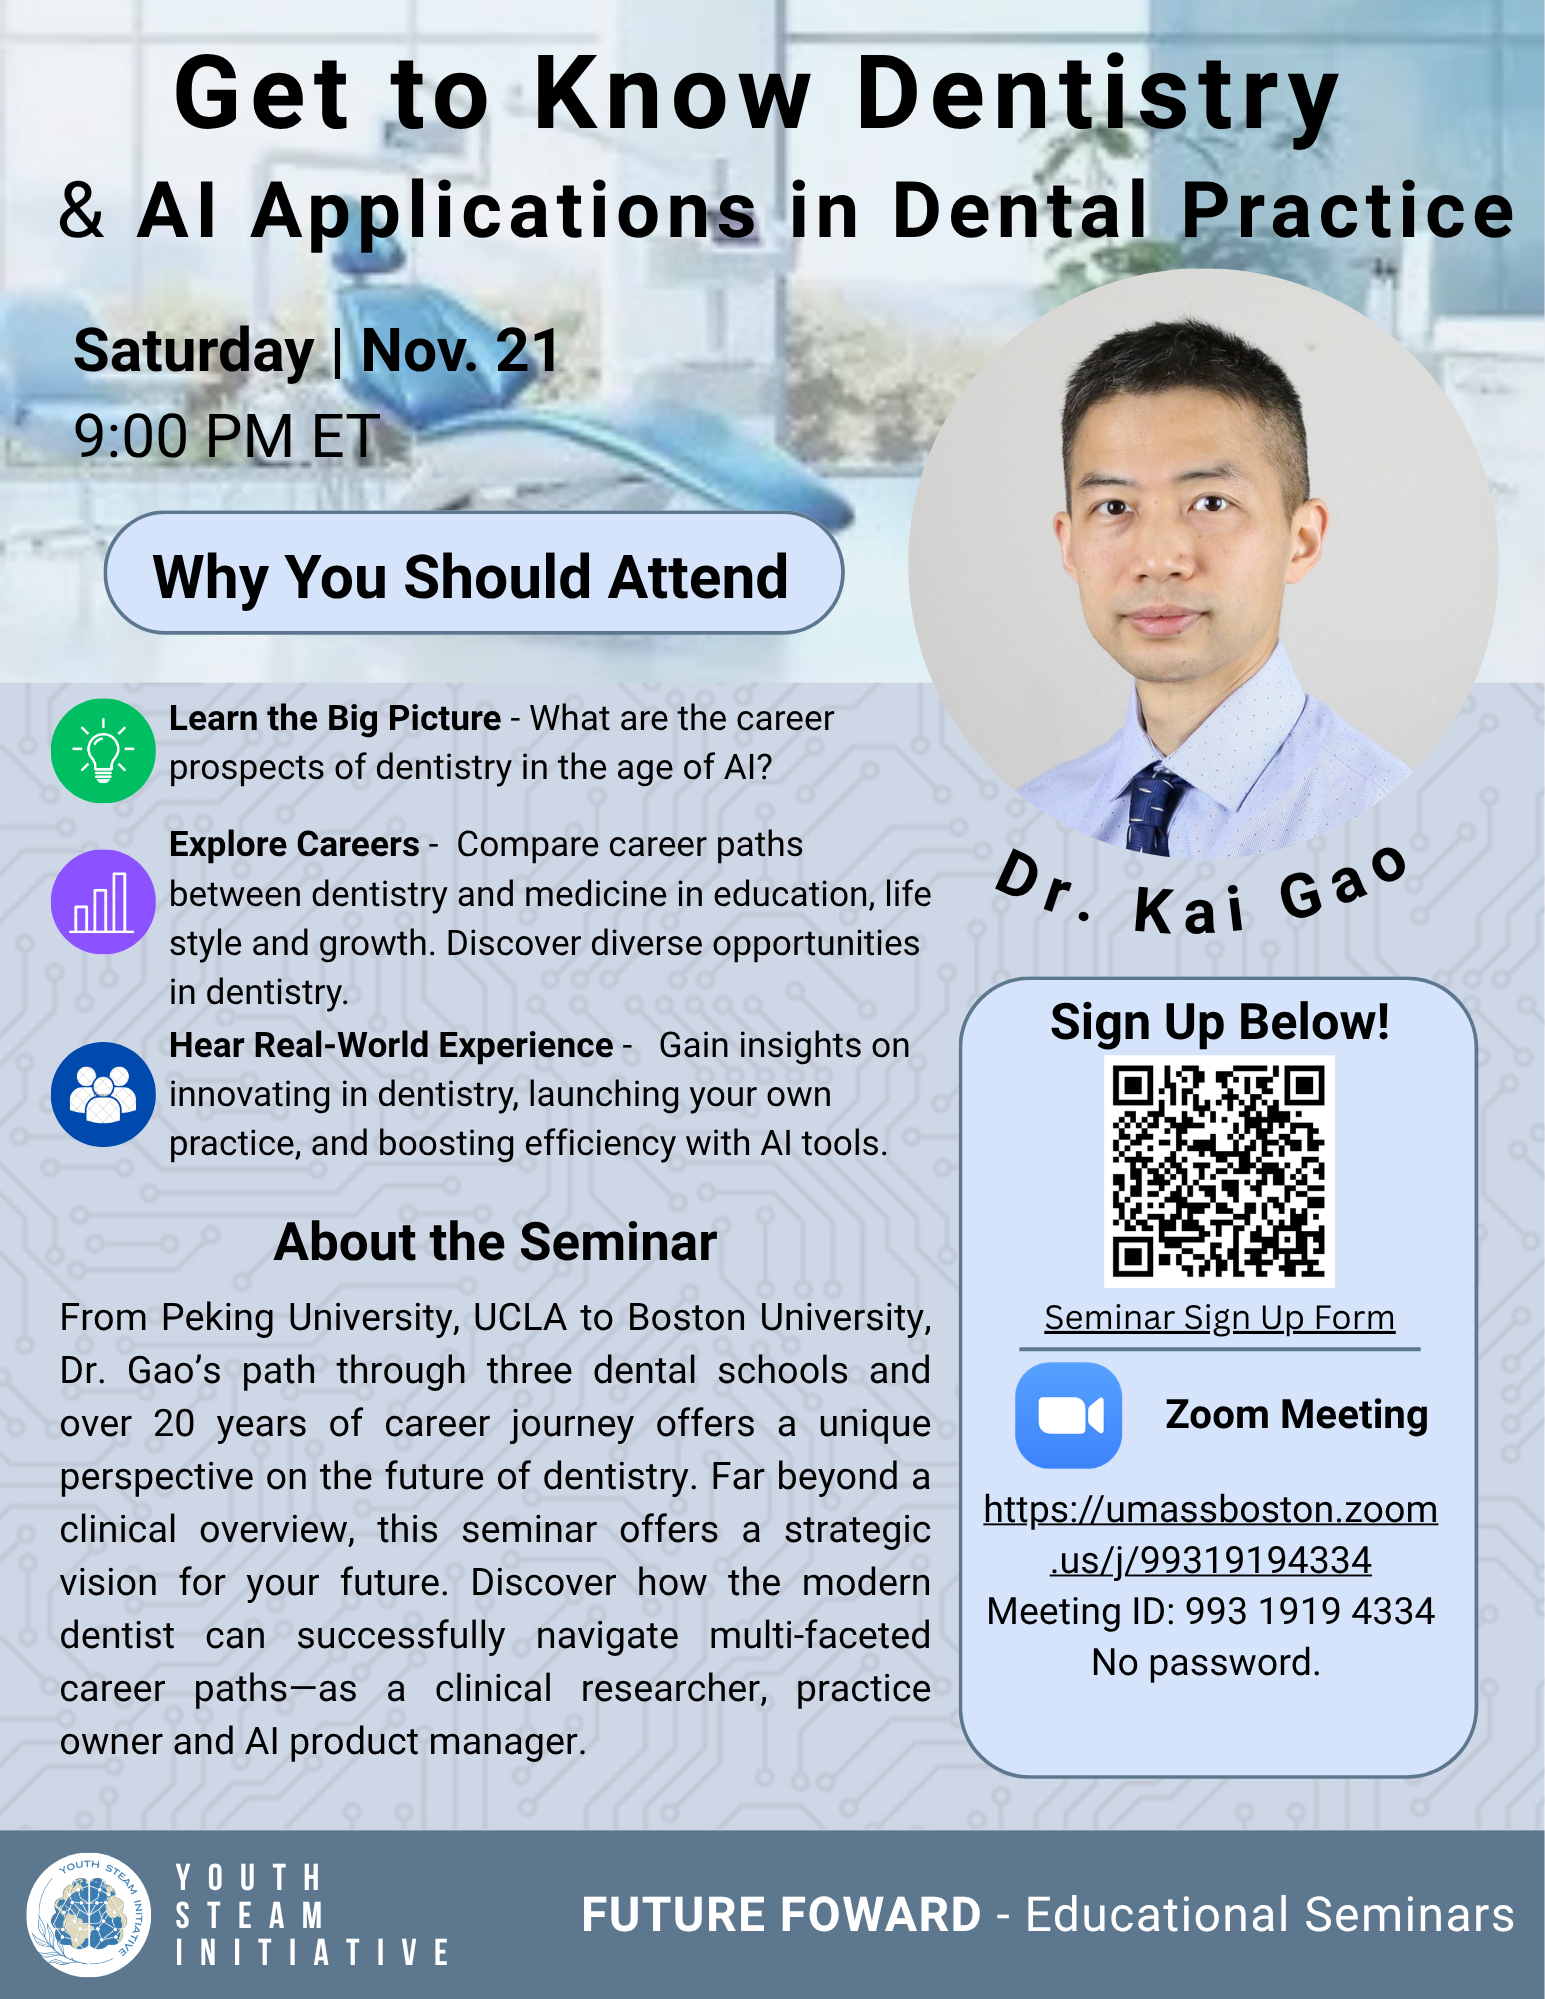 Get to Know Dentistry
& AI Applications in Dental Practice
Saturday | Nov. 21
9:00 PM ET
Why You Should Attend
Learn the Big Picture - What are the career
prospects of dentistry in the age of AI?
Explore Careers - Compare career paths
between dentistry and medicine in education, life
style and growth. Discover diverse opportunities
in dentistry.
Hear Real-World Experience - Gain insights on
innovating in dentistry, launching your own
practice, and boosting efficiency with AI tools.
About the Seminar
From Peking University, UCLA to Boston University,
Dr. Gao’s path through three dental schools and
over 20 years of career journey offers a unique
perspective on the future of dentistry. Far beyond a
clinical overview, this seminar offers a strategic
vision for your future. Discover how the modern
dentist can successfully navigate multi-faceted
career paths—as a clinical researcher, practice
owner and AI product manager.
Dr. Kai Gao
Sign Up Below!
Seminar Sign Up Form
Zoom Meeting
https://umassboston.zoom
.us/j/99319194334
Meeting ID: 993 1919 4334
No password.
YOUTH STEAM INITIATIVE
YOUTH
STEAM
INITIATIVE
FUTURE FOWARD - Educational Seminars